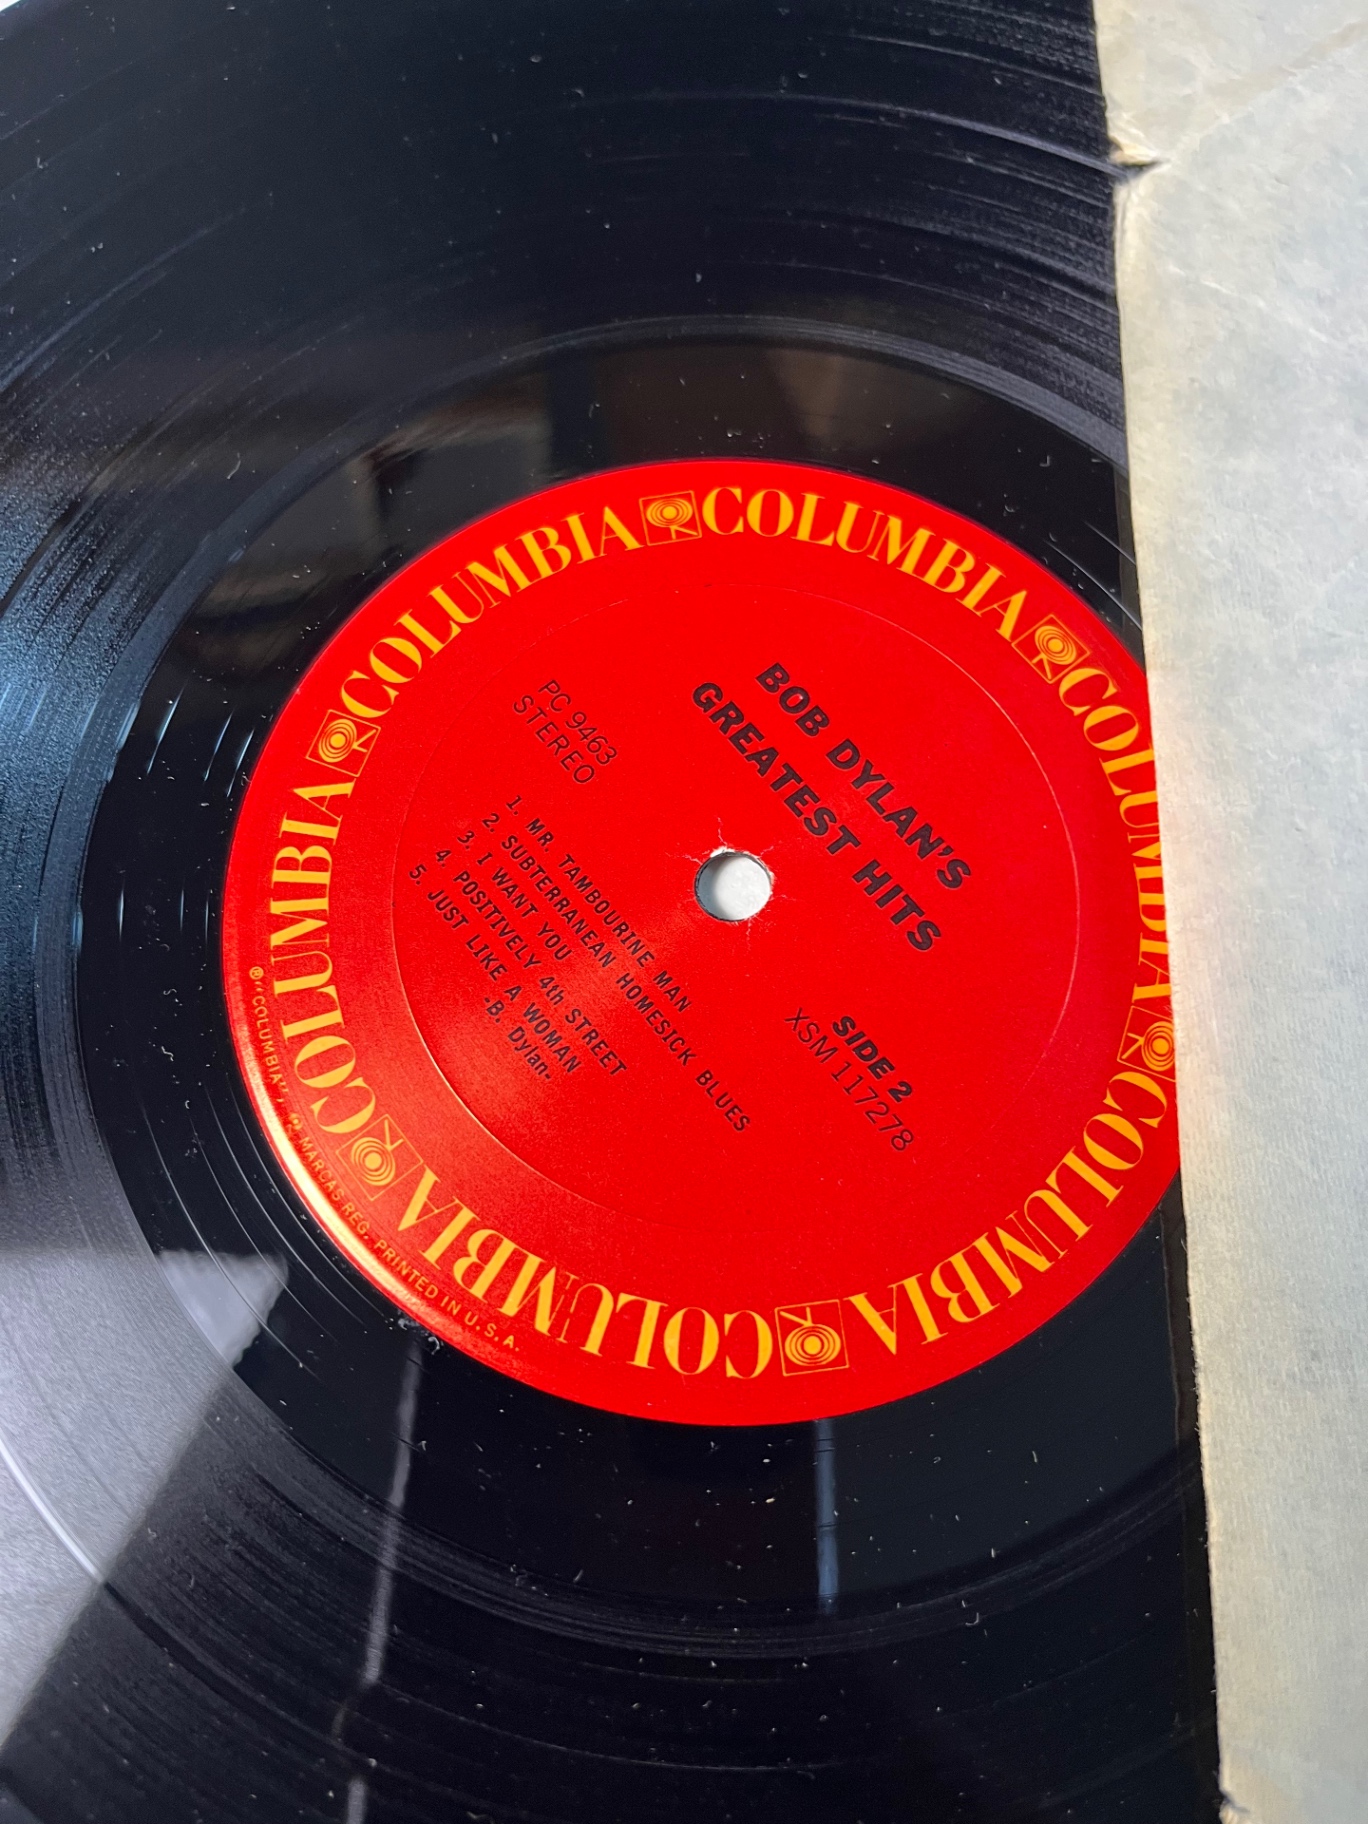 COLUMBIA COLUMBIA COLUMBIA COLUMBIA COLUMBIA COLUMBIA
BOB DYLAN'S
GREATEST HITS
PC 9463
STEREO
SIDE 2
XSM 117278
1. MR. TAMBOURINE MAN
2. SUBTERRANEAN HOMESICK BLUES
3. I WANT YOU
4. POSITIVELY 4th STREET
5. JUST LIKE A WOMAN
-B. Dylan-
®"COLUMBIA", MARCAS REG. PRINTED IN U.S.A.